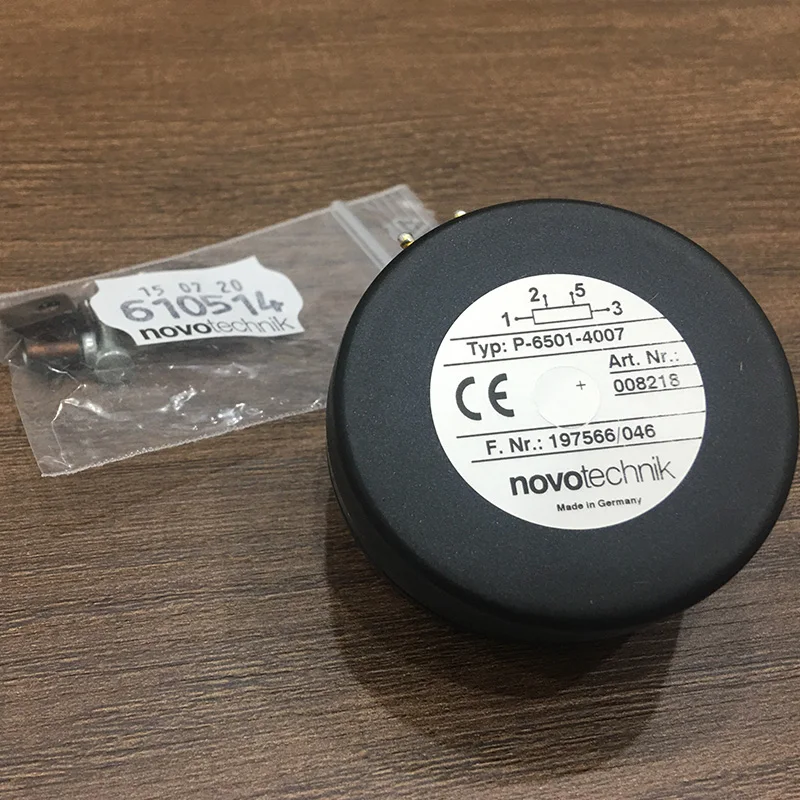 15 07 20
610514
novotechnik
2 5
1 3
Typ: P-6501-4007
Art. Nr.:
008218
CE
F. Nr.: 197566/046
novotechnik
Made in Germany